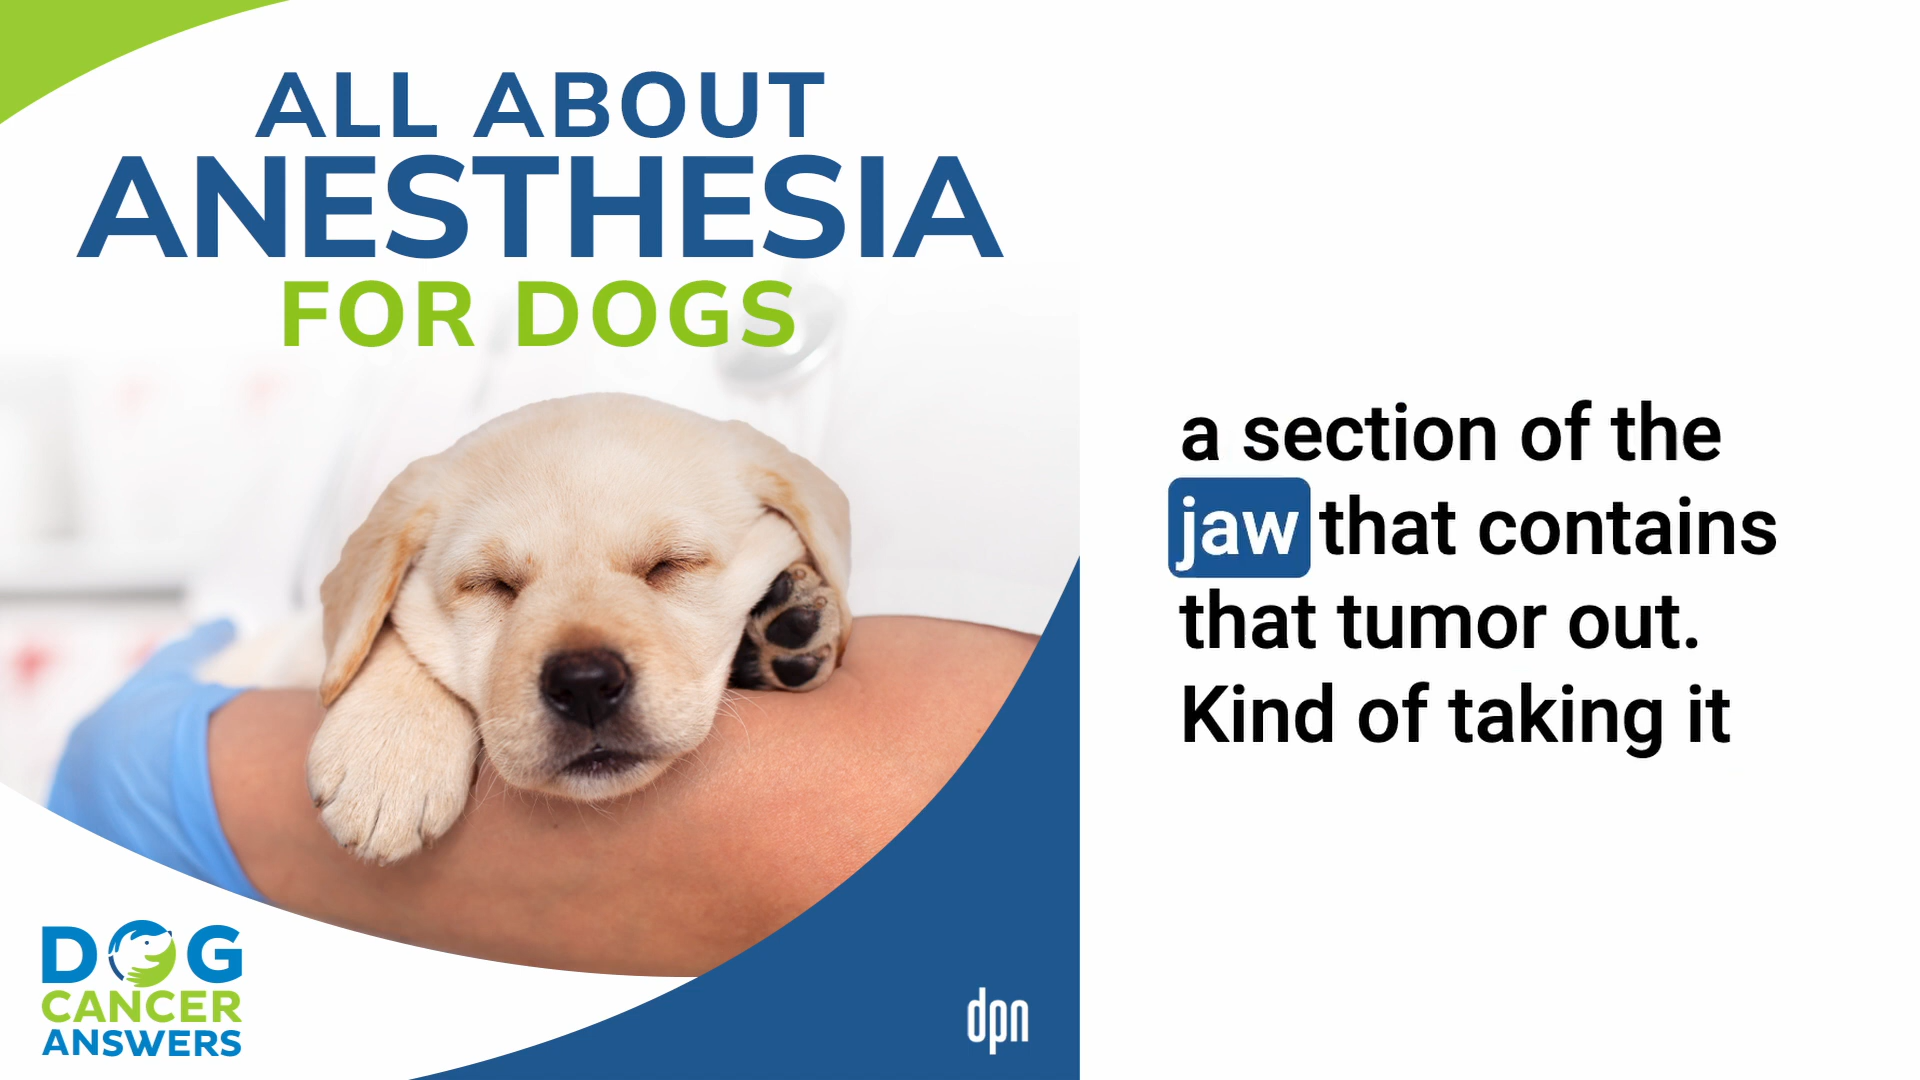 ALL ABOUT
ANESTHESIA
FOR DOGS
a section of the
jaw that contains
that tumor out.
Kind of taking it
DOG
CANCER
ANSWERS
dpn